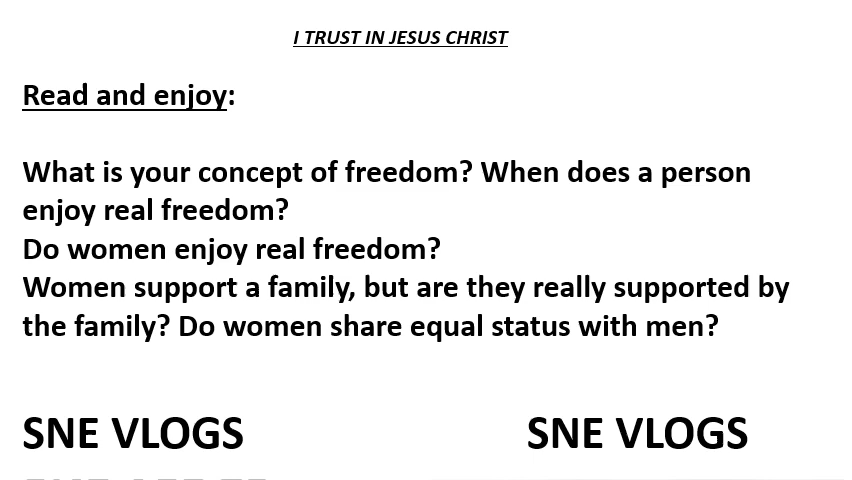 I TRUST IN JESUS CHRIST
Read and enjoy:
What is your concept of freedom? When does a person
enjoy real freedom?
Do women enjoy real freedom?
Women support a family, but are they really supported by
the family? Do women share equal status with men?
SNE VLOGS SNE VLOGS